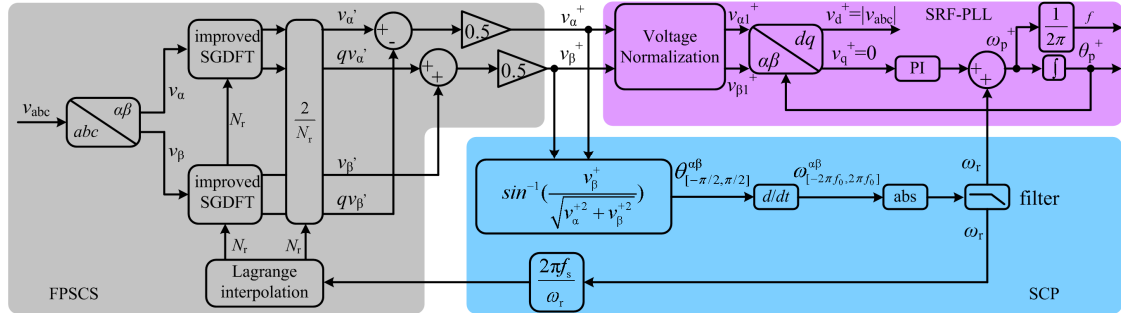 v_abc
abc
αβ
v_α
v_β
improved
SGDFT
N_r
improved
SGDFT
N_r
N_r
2
N_r
Lagrange
interpolation
FPSCS
v_α'
qv_α'
v_β'
qv_β'
+
-
+
+
0.5
0.5
v_α^+
v_β^+
Voltage
Normalization
v_α1^+
v_β1^+
dq
αβ
v_d^+=|v_abc|
v_q^+=0
SRF-PLL
PI
+
+
ω_p^+
1
2π
f
∫
θ_p^+
sin^-1(v_β^+/√(v_α^+2+v_β^+2))
θ^αβ_[-π/2,π/2]
d/dt
ω^αβ_[-2πf_0,2πf_0]
abs
ω_r
filter
ω_r
2πf_s
ω_r
SCP